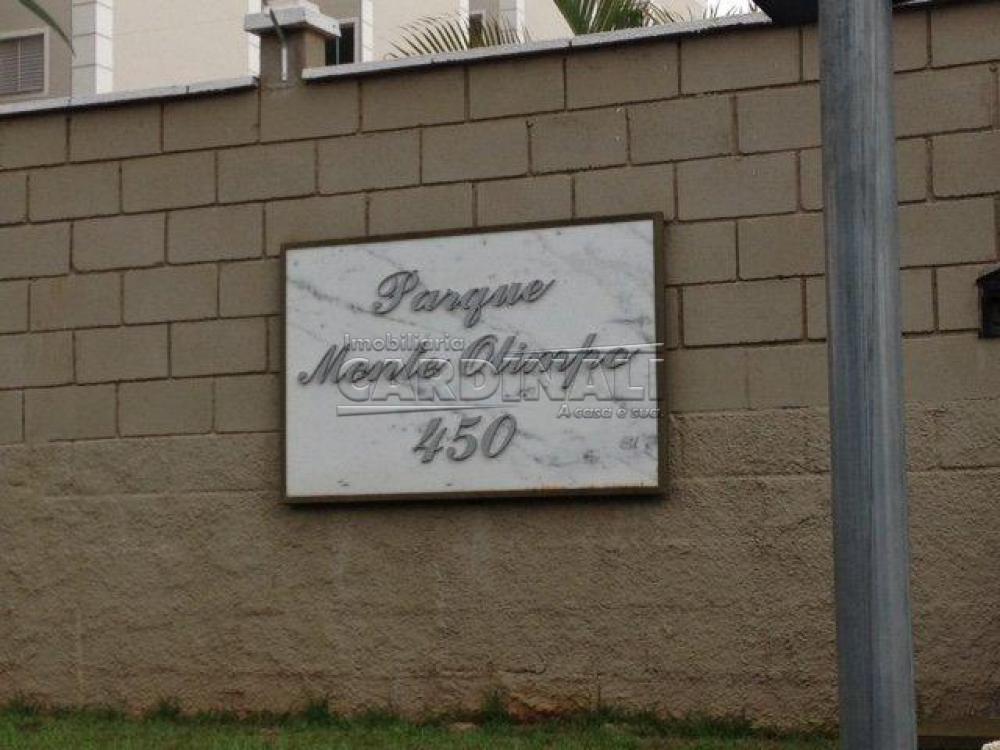 Parque
Imobiliária
Monte Olimpo
CARDINALI
A casa é sua.
450